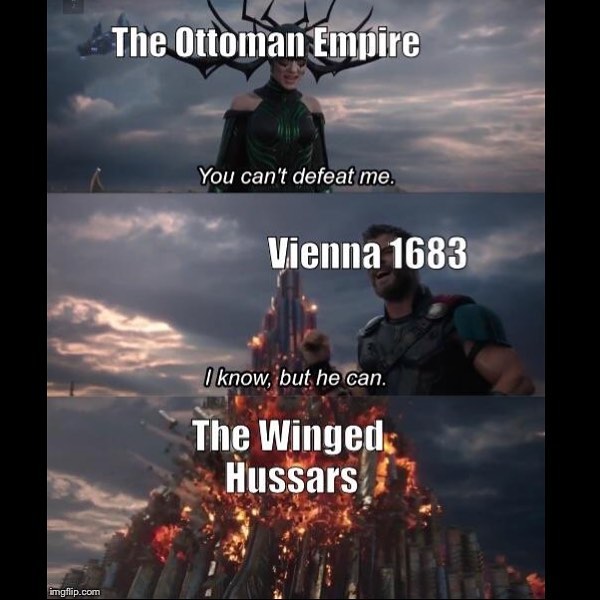 The Ottoman Empire
You can't defeat me.
Vienna 1683
I know, but he can.
The Winged
Hussars
imgflip.com